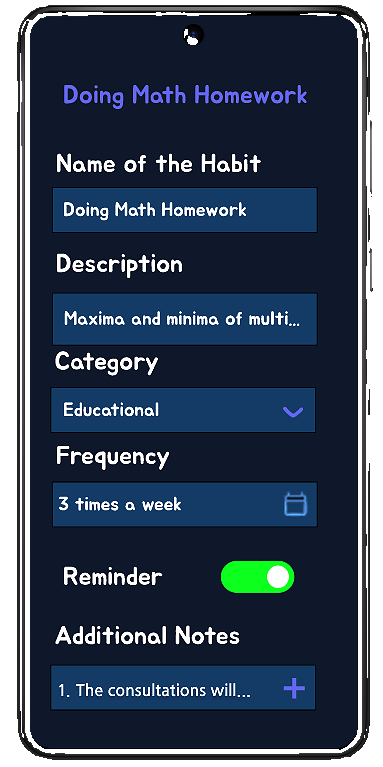 Doing Math Homework
Name of the Habit
Doing Math Homework
Description
Maxima and minima of multi...
Category
Educational
Frequency
3 times a week
Reminder
Additional Notes
1. The consultations will...